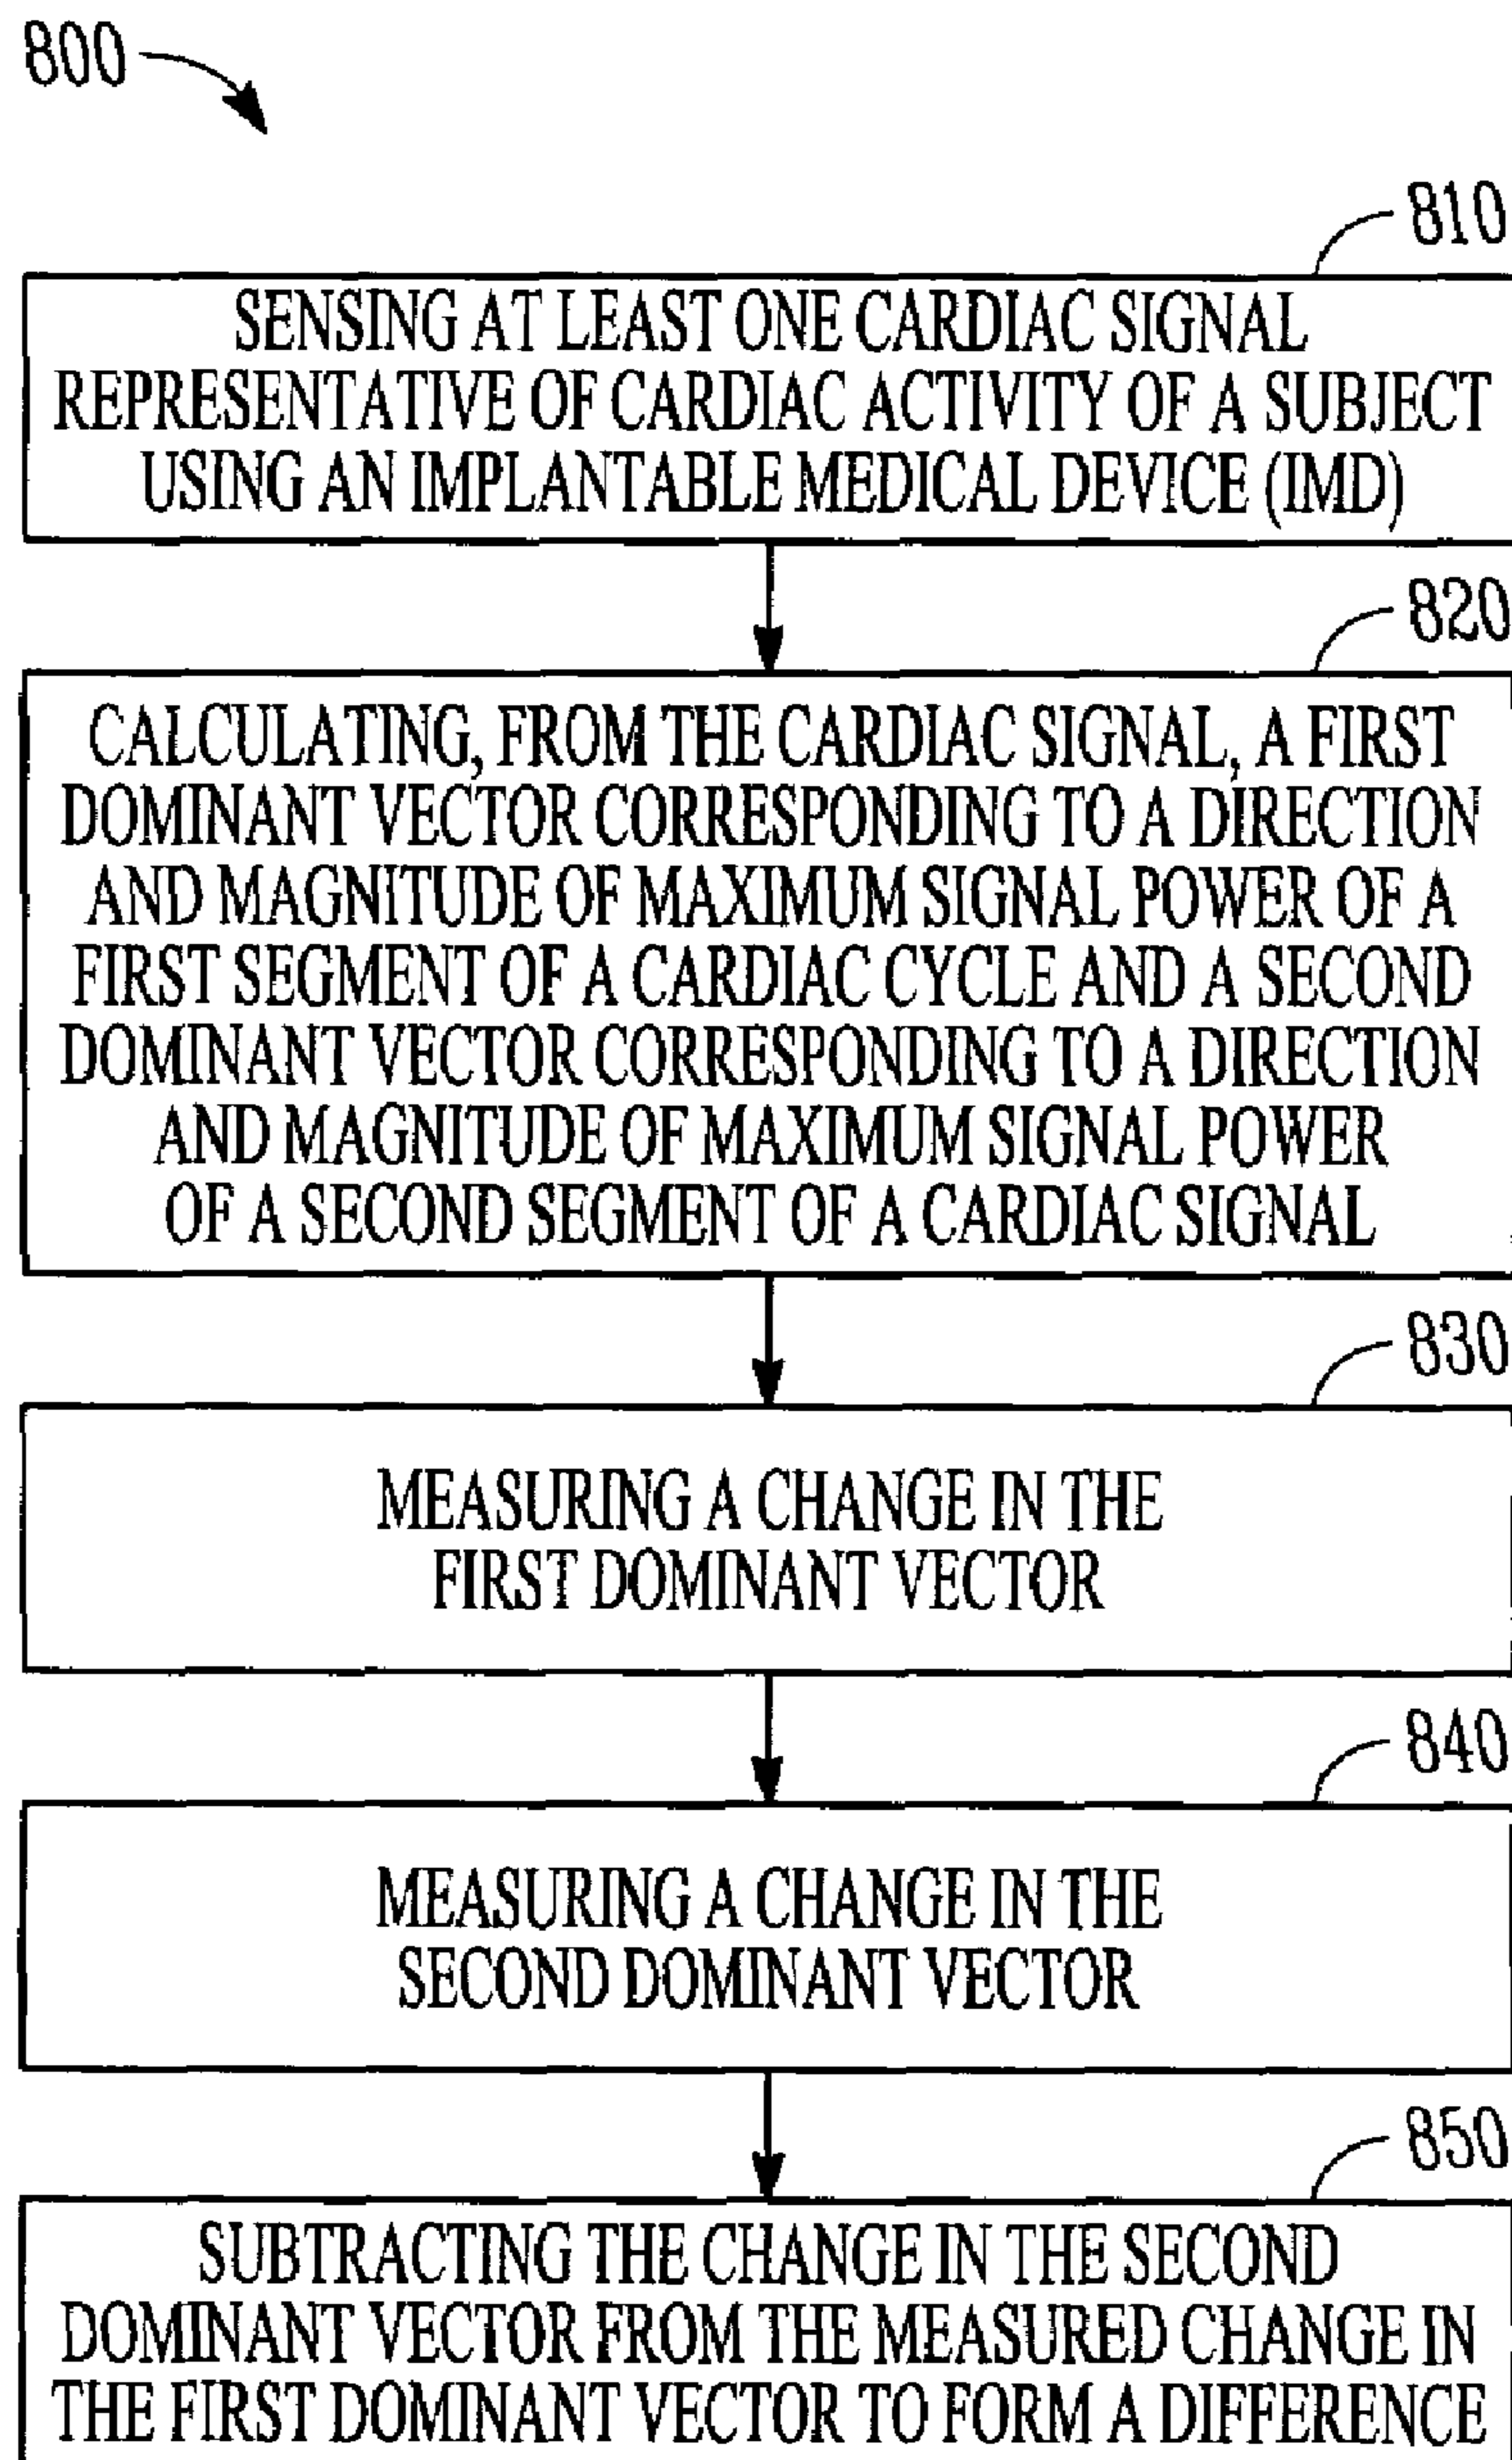 800
810
SENSING AT LEAST ONE CARDIAC SIGNAL
REPRESENTATIVE OF CARDIAC ACTIVITY OF A SUBJECT
USING AN IMPLANTABLE MEDICAL DEVICE (IMD)
820
CALCULATING, FROM THE CARDIAC SIGNAL, A FIRST
DOMINANT VECTOR CORRESPONDING TO A DIRECTION
AND MAGNITUDE OF MAXIMUM SIGNAL POWER OF A
FIRST SEGMENT OF A CARDIAC CYCLE AND A SECOND
DOMINANT VECTOR CORRESPONDING TO A DIRECTION
AND MAGNITUDE OF MAXIMUM SIGNAL POWER
OF A SECOND SEGMENT OF A CARDIAC SIGNAL
830
MEASURING A CHANGE IN THE
FIRST DOMINANT VECTOR
840
MEASURING A CHANGE IN THE
SECOND DOMINANT VECTOR
850
SUBTRACTING THE CHANGE IN THE SECOND
DOMINANT VECTOR FROM THE MEASURED CHANGE IN
THE FIRST DOMINANT VECTOR TO FORM A DIFFERENCE